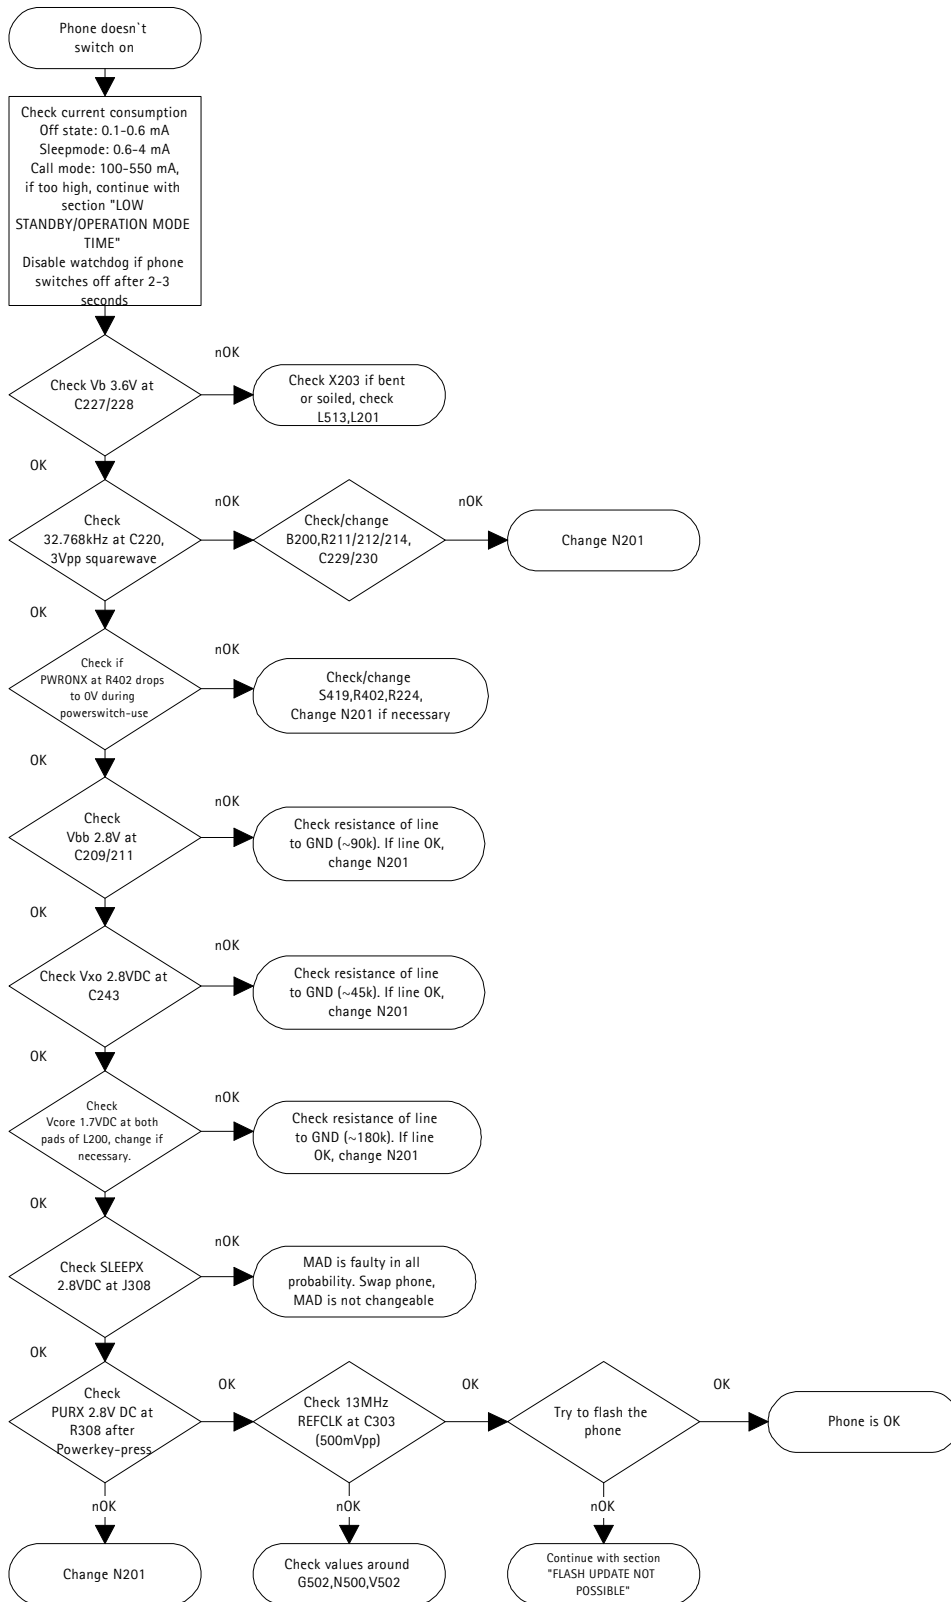 Phone doesn`t
switch on
Check current consumption
Off state: 0.1-0.6 mA
Sleepmode: 0.6-4 mA
Call mode: 100-550 mA,
if too high, continue with
section "LOW
STANDBY/OPERATION MODE
TIME"
Disable watchdog if phone
switches off after 2-3
seconds
Check Vb 3.6V at
C227/228
nOK
Check X203 if bent
or soiled, check
L513,L201
OK
Check
32.768kHz at C220,
3Vpp squarewave
nOK
Check/change
B200,R211/212/214,
C229/230
nOK
Change N201
OK
Check if
PWRONX at R402 drops
to 0V during
powerswitch-use
nOK
Check/change
S419,R402,R224,
Change N201 if necessary
OK
Check
Vbb 2.8V at
C209/211
nOK
Check resistance of line
to GND (~90k). If line OK,
change N201
OK
Check Vxo 2.8VDC at
C243
nOK
Check resistance of line
to GND (~45k). If line OK,
change N201
OK
Check
Vcore 1.7VDC at both
pads of L200, change if
necessary.
nOK
Check resistance of line
to GND (~180k). If line
OK, change N201
OK
Check SLEEPX
2.8VDC at J308
nOK
MAD is faulty in all
probability. Swap phone,
MAD is not changeable
OK
Check
PURX 2.8V DC at
R308 after
Powerkey-press
OK
Check 13MHz
REFCLK at C303
(500mVpp)
OK
Try to flash the
phone
OK
Phone is OK
nOK
Change N201
nOK
Check values around
G502,N500,V502
nOK
Continue with section
"FLASH UPDATE NOT
POSSIBLE"